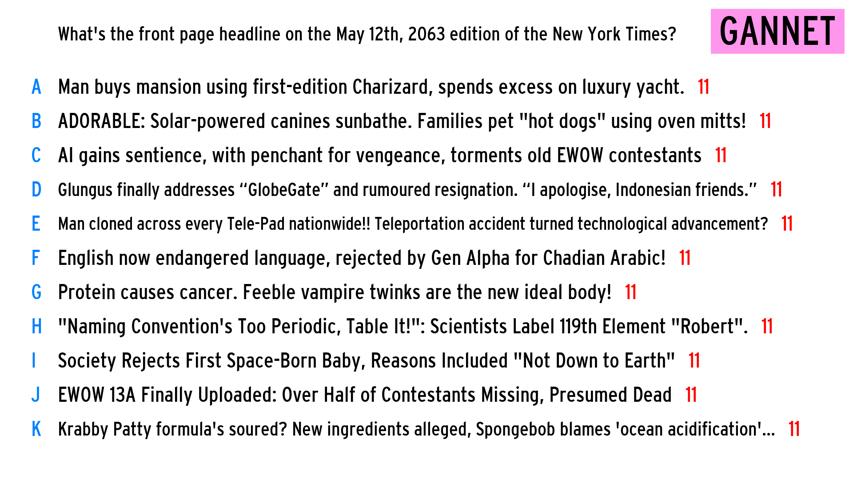 What's the front page headline on the May 12th, 2063 edition of the New York Times?
GANNET
A Man buys mansion using first-edition Charizard, spends excess on luxury yacht. 11
B ADORABLE: Solar-powered canines sunbathe. Families pet "hot dogs" using oven mitts! 11
C AI gains sentience, with penchant for vengeance, torments old EWOW contestants 11
D Glungus finally addresses “GlobeGate” and rumoured resignation. “I apologise, Indonesian friends.” 11
E Man cloned across every Tele-Pad nationwide!! Teleportation accident turned technological advancement? 11
F English now endangered language, rejected by Gen Alpha for Chadian Arabic! 11
G Protein causes cancer. Feeble vampire twinks are the new ideal body! 11
H "Naming Convention's Too Periodic, Table It!": Scientists Label 119th Element "Robert". 11
I Society Rejects First Space-Born Baby, Reasons Included "Not Down to Earth" 11
J EWOW 13A Finally Uploaded: Over Half of Contestants Missing, Presumed Dead 11
K Krabby Patty formula's soured? New ingredients alleged, Spongebob blames 'ocean acidification'... 11